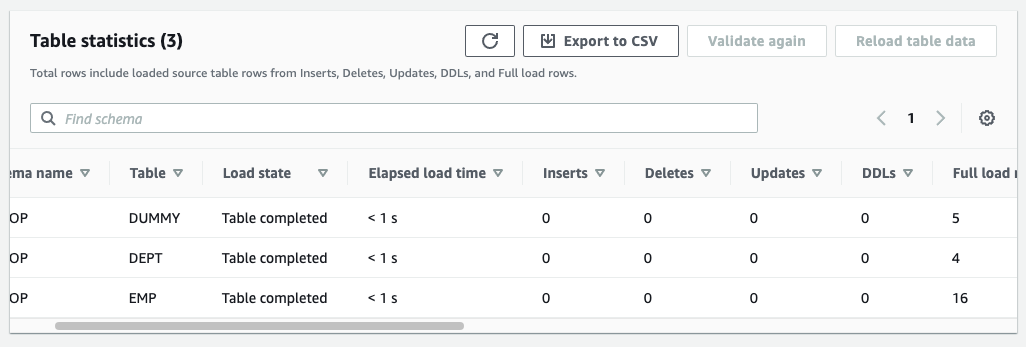 Table statistics (3)
Export to CSV
Validate again
Reload table data
Total rows include loaded source table rows from Inserts, Deletes, Updates, DDLs, and Full load rows.
Find schema
1
ema name Table Load state Elapsed load time Inserts Deletes Updates DDLs Full load r
OP DUMMY Table completed < 1 s 0 0 0 0 5
OP DEPT Table completed < 1 s 0 0 0 0 4
OP EMP Table completed < 1 s 0 0 0 0 16